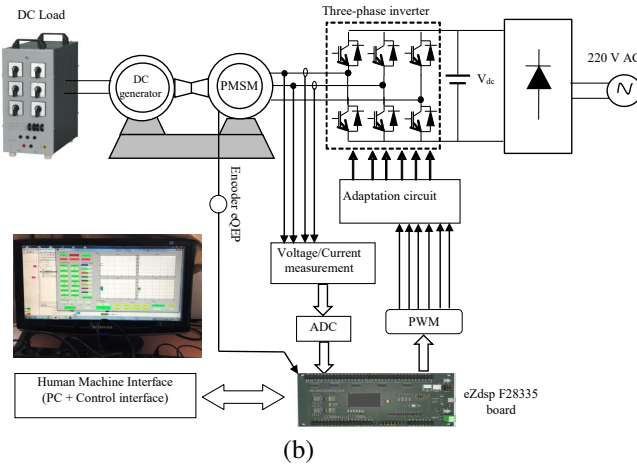 DC Load
Three-phase inverter
DC
generator
PMSM
Vdc
220 V AC
Encoder eQEP
Adaptation circuit
Voltage/Current
measurement
ADC
PWM
Human Machine Interface
(PC + Control interface)
eZdsp F28335
board
(b)